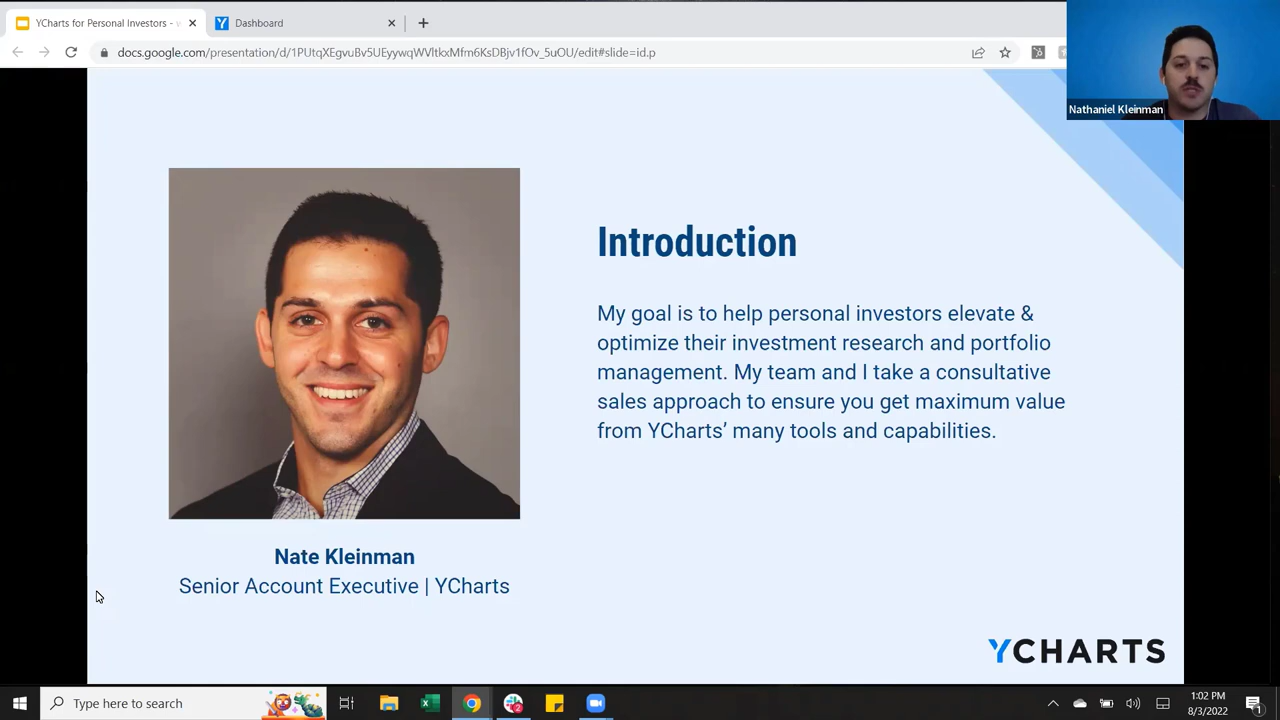 YCharts for Personal Investors -
Dashboard
docs.google.com/presentation/d/1PUtqXEgvuBv5UEyywqWVltkxMfm6KsDBjv1fOv_5uOU/edit#slide=id.p
Nathaniel Kleinman
Introduction
My goal is to help personal investors elevate &
optimize their investment research and portfolio
management. My team and I take a consultative
sales approach to ensure you get maximum value
from YCharts’ many tools and capabilities.
Nate Kleinman
Senior Account Executive | YCharts
YCHARTS
Type here to search
1:02 PM
8/3/2022